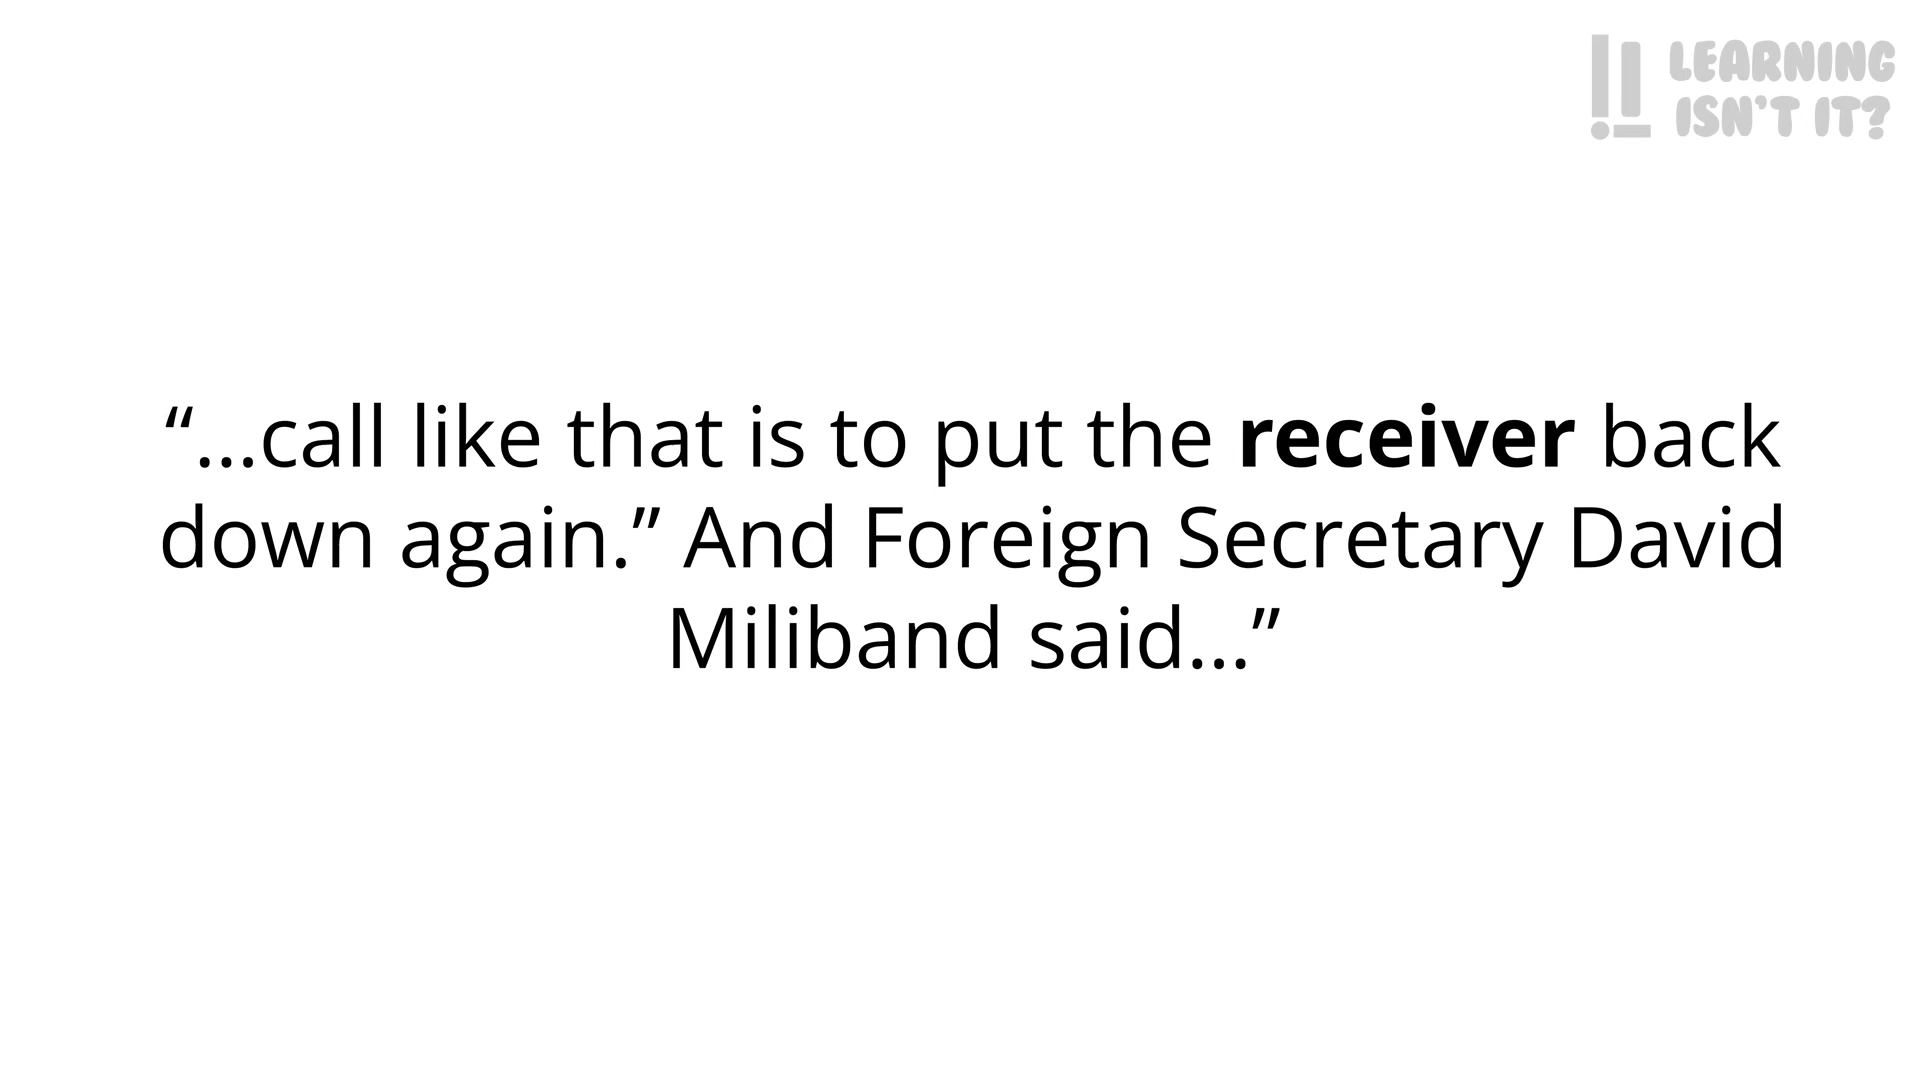 LEARNING
ISN'T IT?
“...call like that is to put the receiver back
down again.” And Foreign Secretary David
Miliband said...”